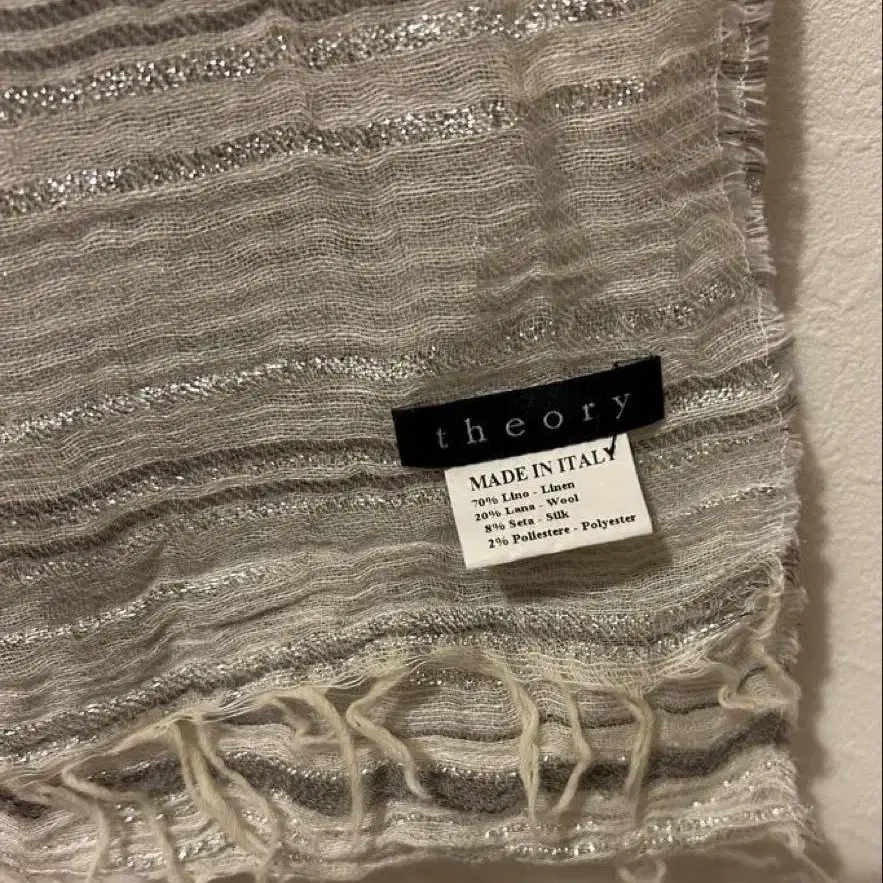 theory
MADE IN ITALY
70% Lino - Linen
20% Lana - Wool
8% Seta - Silk
2% Poliestere - Polyester